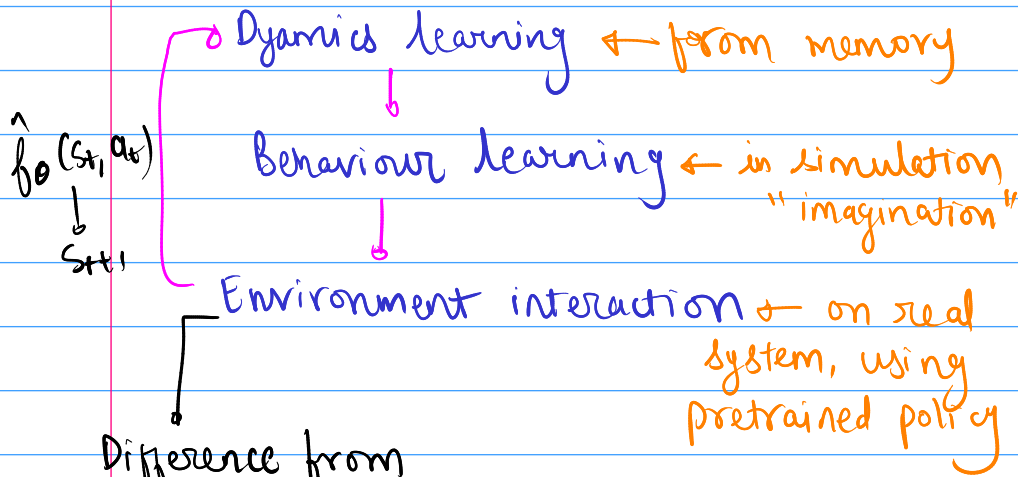 Dyamics learning ← from memory
f̂θ(st, at)
Behaviour learning ← in simulation
"imagination"
st+1
Environment interaction ← on real
system, using
pretrained policy
Difference from